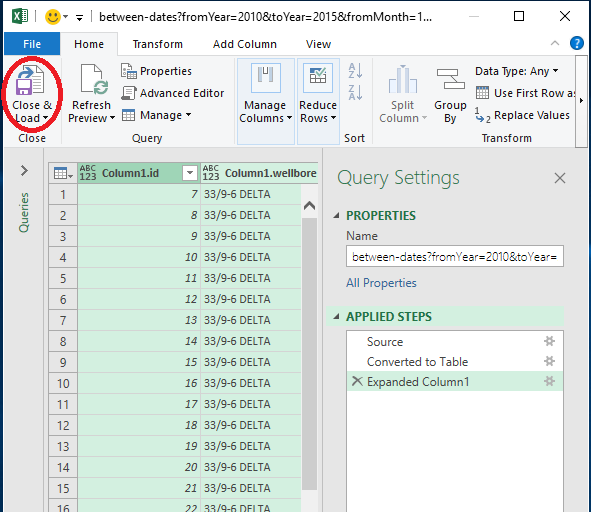 between-dates?fromYear=2010&toYear=2015&fromMonth=1...
File Home Transform Add Column View
Close & Load
Refresh Preview
Properties
Advanced Editor
Manage
Manage Columns
Reduce Rows
Split Column
Group By
Data Type: Any
Use First Row as
Replace Values
Close Query Sort Transform
Queries
ABC 123 Column1.id ABC 123 Column1.wellbore
1 7 33/9-6 DELTA
2 8 33/9-6 DELTA
3 9 33/9-6 DELTA
4 10 33/9-6 DELTA
5 11 33/9-6 DELTA
6 12 33/9-6 DELTA
7 13 33/9-6 DELTA
8 14 33/9-6 DELTA
9 15 33/9-6 DELTA
10 16 33/9-6 DELTA
11 17 33/9-6 DELTA
12 18 33/9-6 DELTA
13 19 33/9-6 DELTA
14 20 33/9-6 DELTA
15 21 33/9-6 DELTA
16 22 33/9-6 DELTA
Query Settings
PROPERTIES
Name
between-dates?fromYear=2010&toYear=
All Properties
APPLIED STEPS
Source
Converted to Table
Expanded Column1